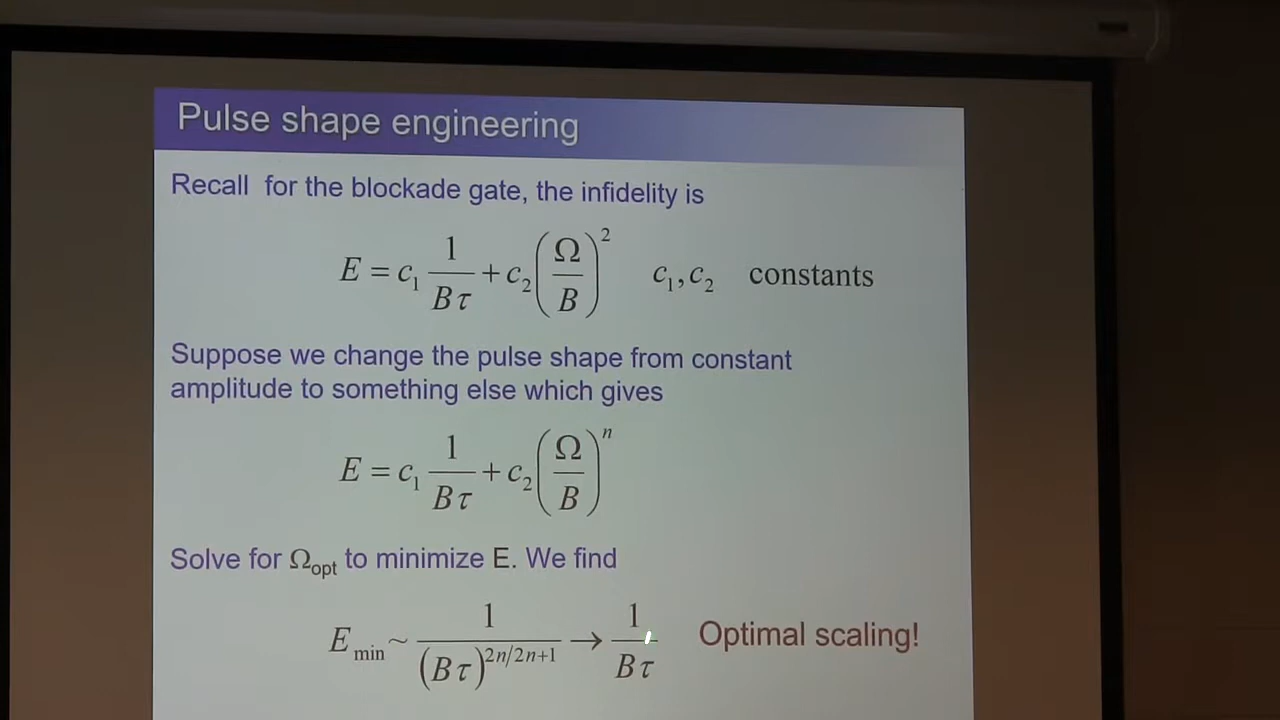 Pulse shape engineering
Recall for the blockade gate, the infidelity is
E = c₁ 1/(Bτ) + c₂ (Ω/B)² c₁, c₂ constants
Suppose we change the pulse shape from constant
amplitude to something else which gives
E = c₁ 1/(Bτ) + c₂ (Ω/B)ⁿ
Solve for Ω_opt to minimize E. We find
E_min ~ 1/(Bτ)^(2n/2n+1) → 1/(Bτ) Optimal scaling!